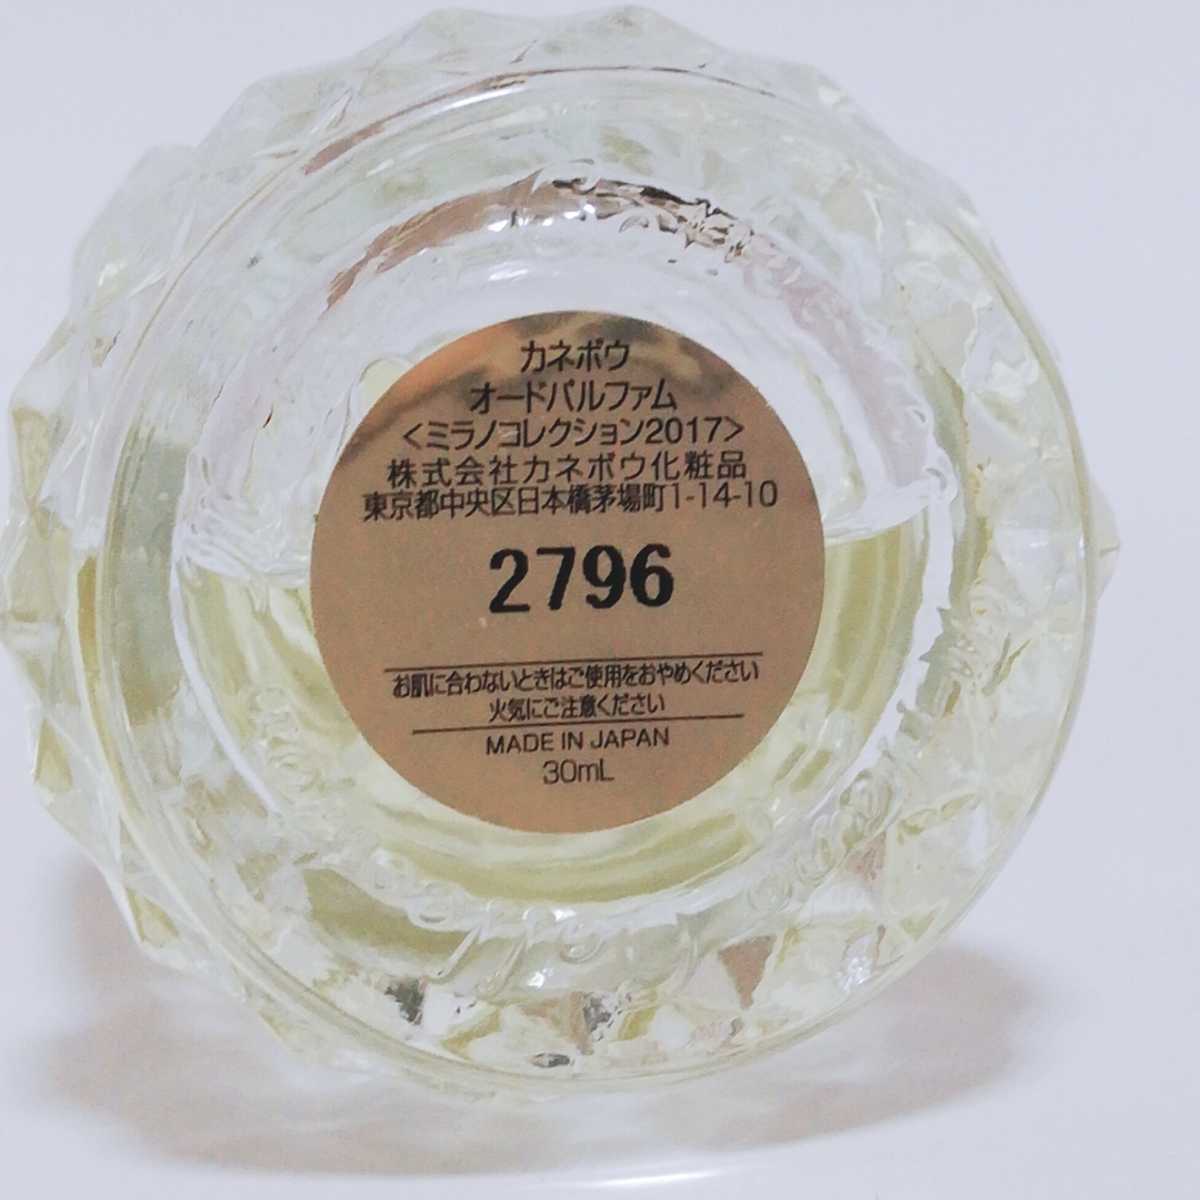 カネボウ
オードパルファム
<ミラノコレクション2017>
株式会社カネボウ化粧品
東京都中央区日本橋茅場町1-14-10
2796
お肌に合わないときはご使用をおやめください
火気にご注意ください
MADE IN JAPAN
30mL